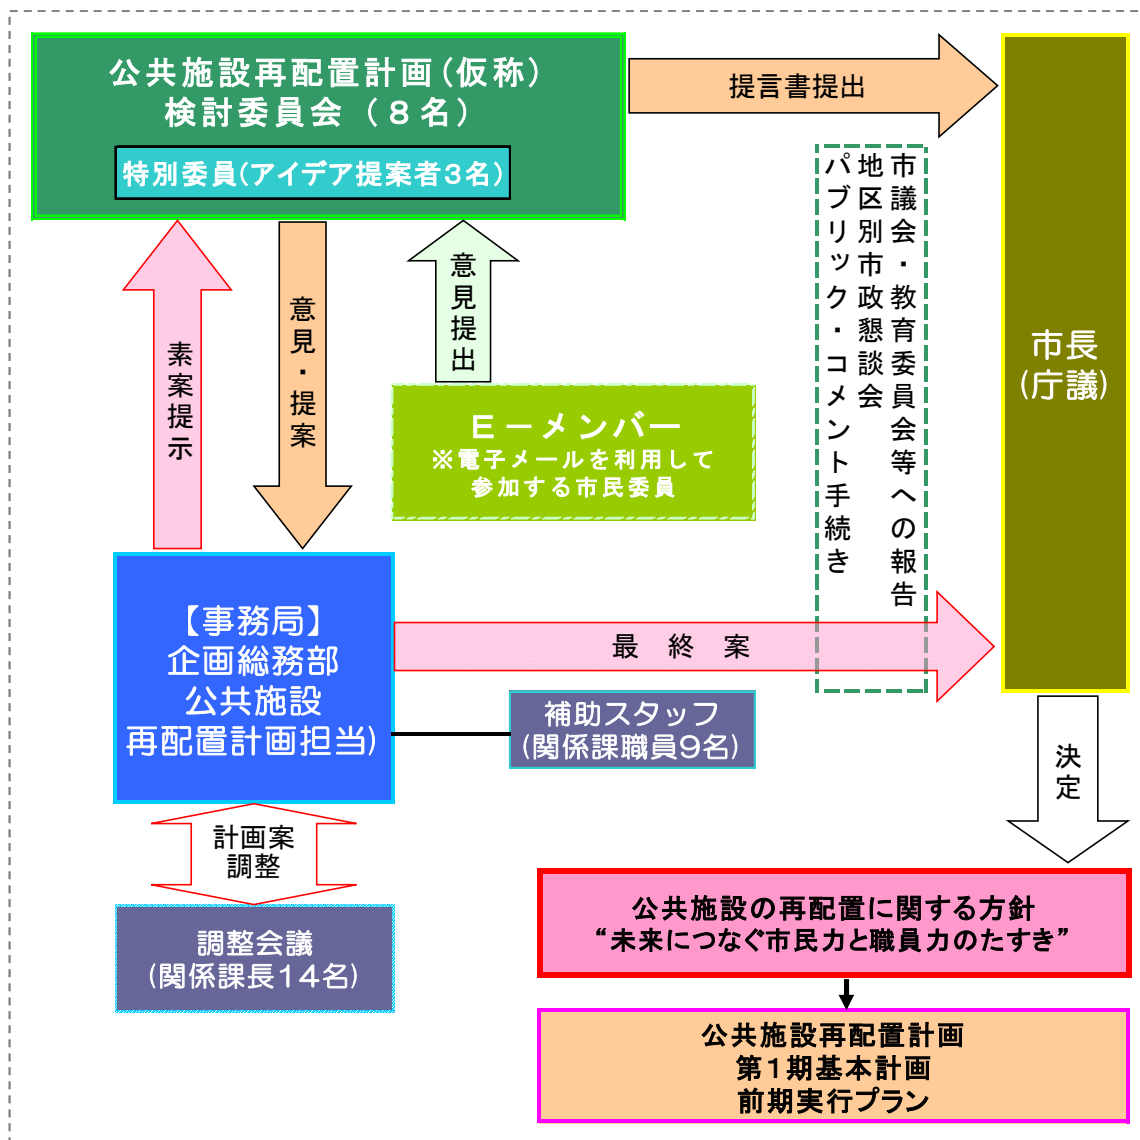 公共施設再配置計画（仮称）
検討委員会（８名）
特別委員(アイデア提案者３名)
提言書提出
市議会・教育委員会等への報告
地区別市政懇談会
パブリック・コメント手続き
市長
(庁議)
素案提示
意見・提案
意見提出
Ｅ－メンバー
※電子メールを利用して
参加する市民委員
【事務局】
企画総務部
公共施設
再配置計画担当)
最　終　案
補助スタッフ
(関係課職員９名)
決定
計画案
調整
調整会議
(関係課長１４名)
公共施設の再配置に関する方針
“未来につなぐ市民力と職員力のたすき”
公共施設再配置計画
第１期基本計画
前期実行プラン